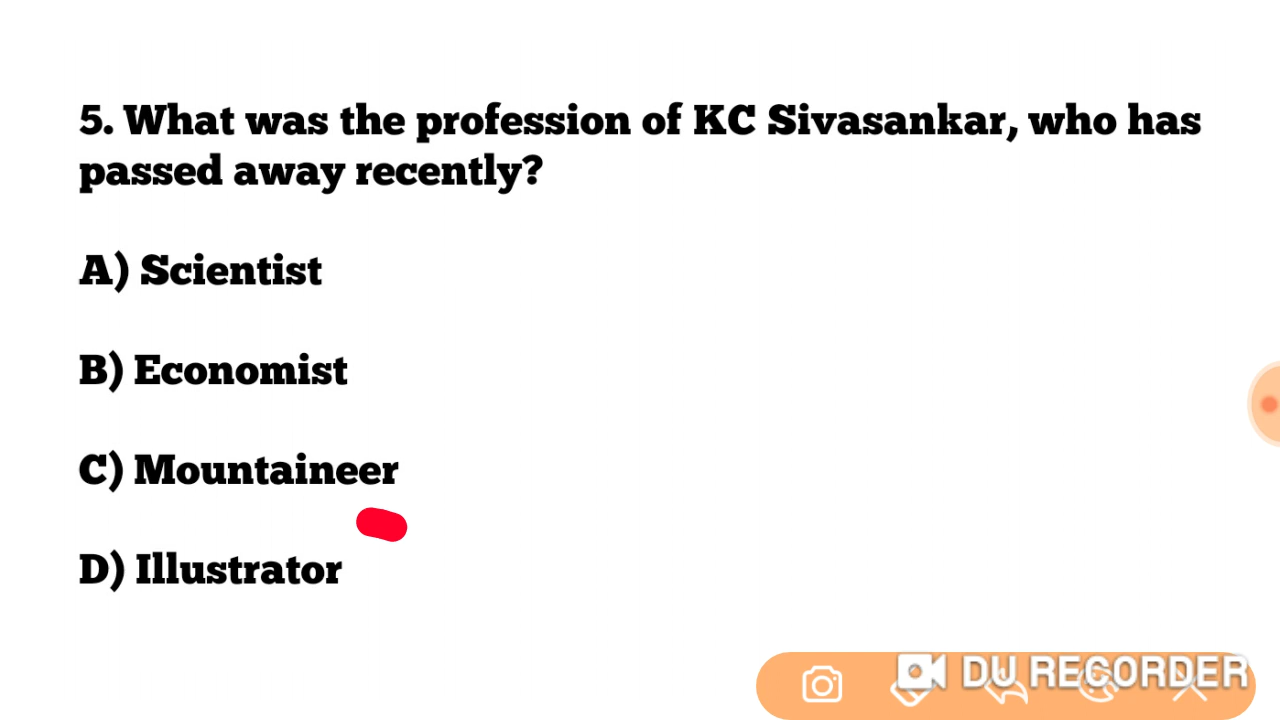 5. What was the profession of KC Sivasankar, who has
passed away recently?
A) Scientist
B) Economist
C) Mountaineer
D) Illustrator
DU RECORDER